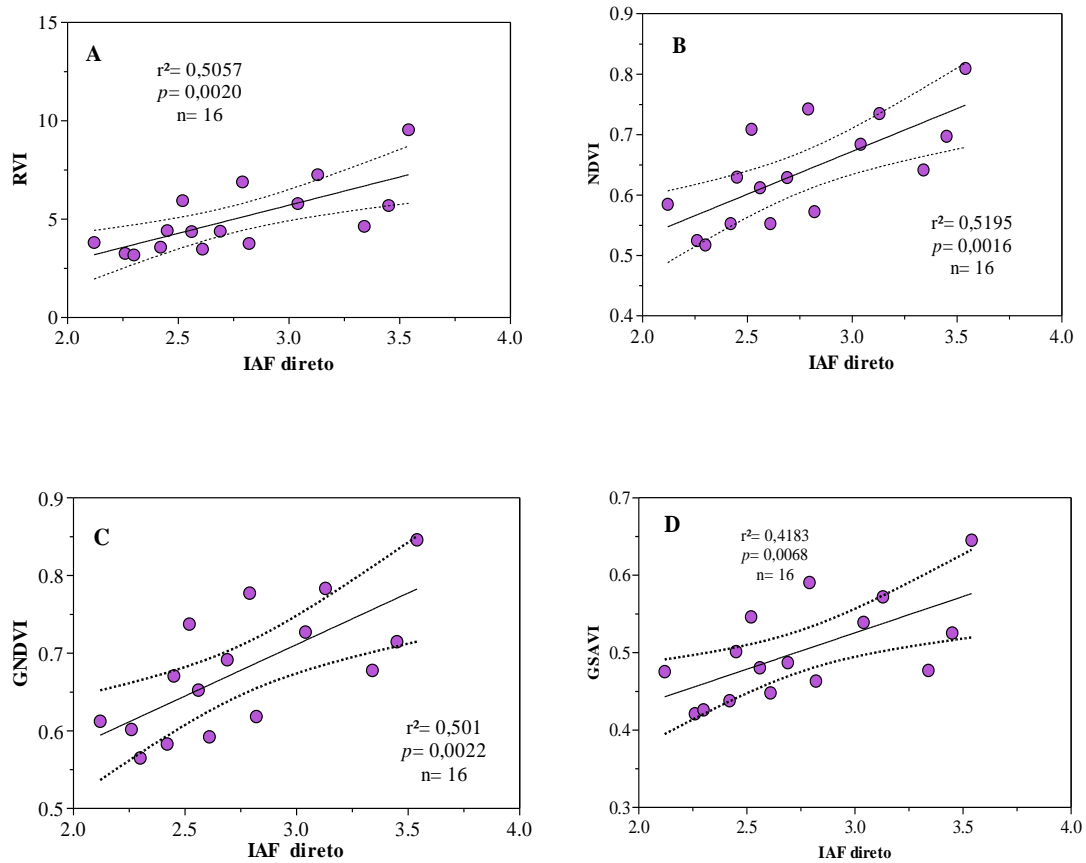 A
r²= 0,5057
p= 0,0020
n= 16
15
10
5
0
RVI
2.0 2.5 3.0 3.5 4.0
IAF direto
B
r²= 0,5195
p= 0,0016
n= 16
0.9
0.8
0.7
0.6
0.5
0.4
NDVI
2.0 2.5 3.0 3.5 4.0
IAF direto
C
r²= 0,501
p= 0,0022
n= 16
0.9
0.8
0.7
0.6
0.5
GNDVI
2.0 2.5 3.0 3.5 4.0
IAF direto
D
r²= 0,4183
p= 0,0068
n= 16
0.7
0.6
0.5
0.4
0.3
GSAVI
2.0 2.5 3.0 3.5 4.0
IAF direto